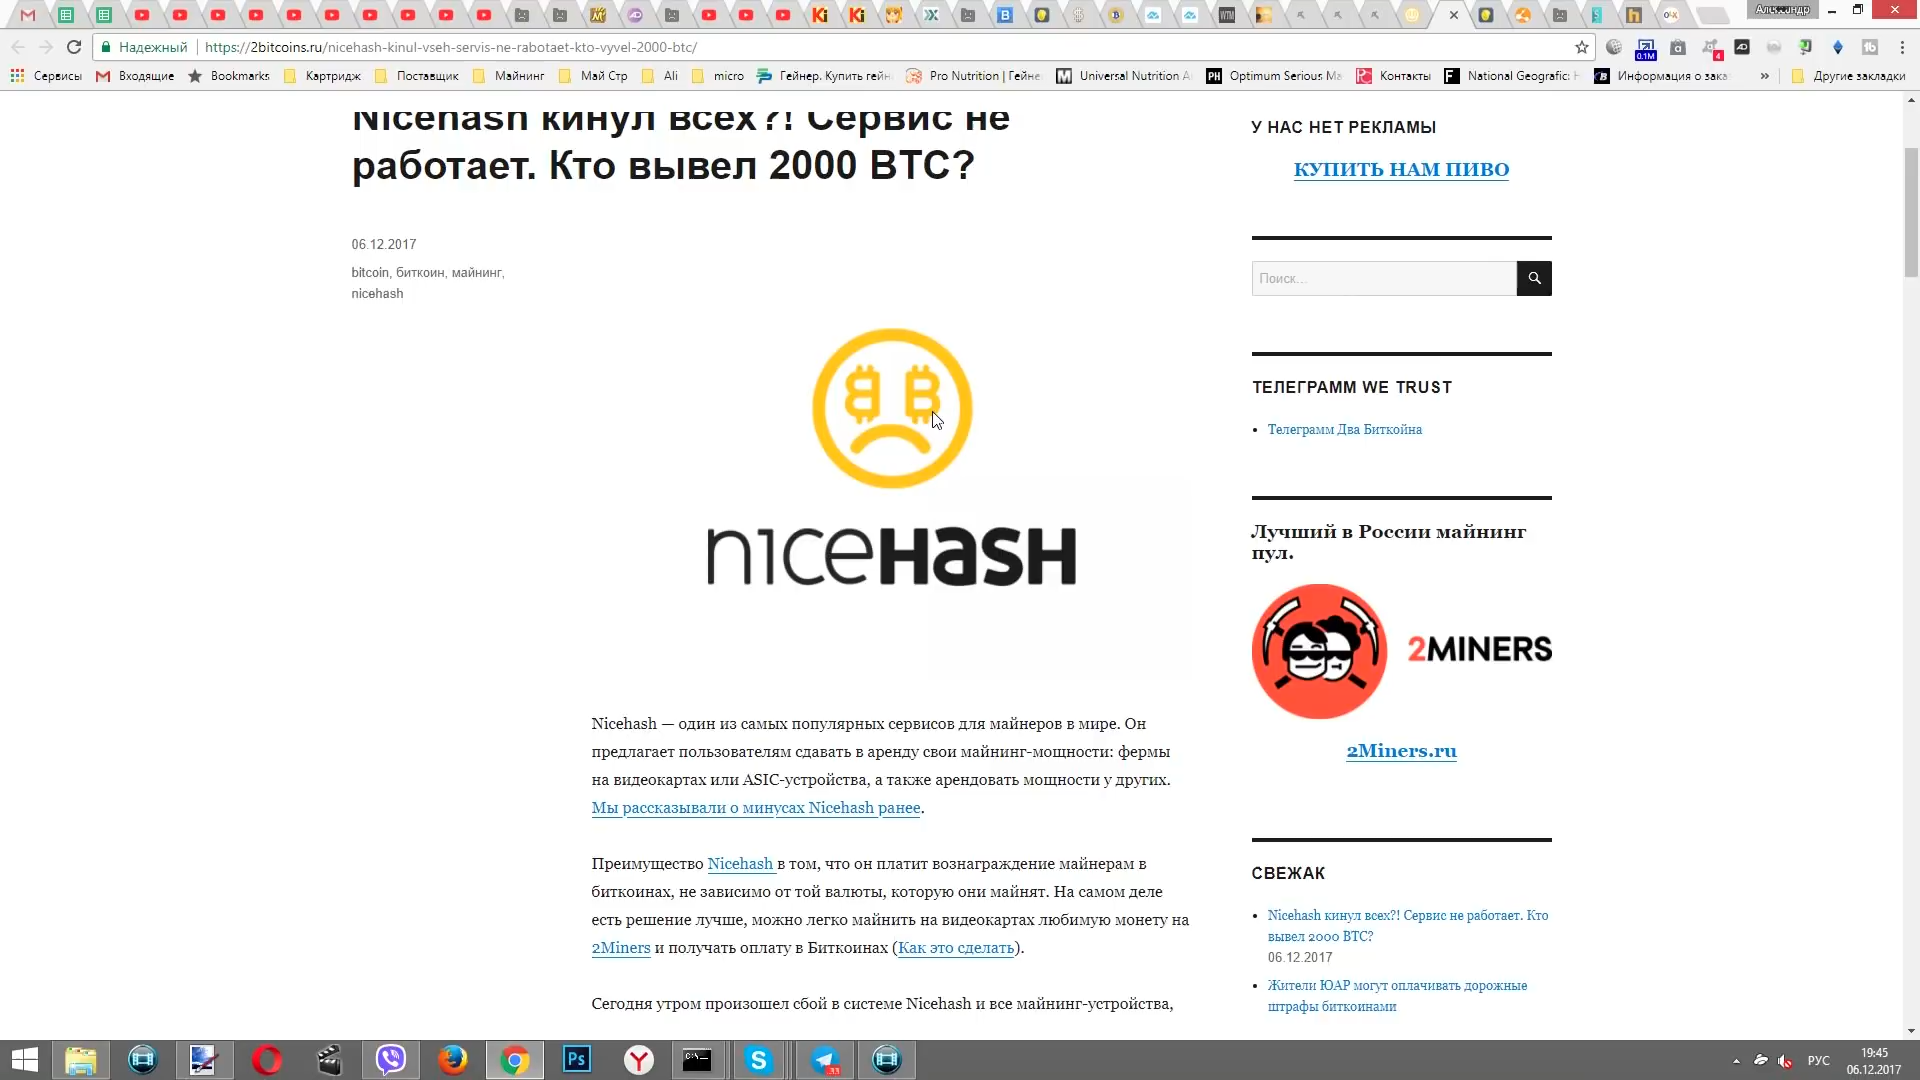 Александр
Надежный
https://2bitcoins.ru/nicehash-kinul-vseh-servis-ne-rabotaet-kto-vyvel-2000-btc/
0.1M
4
Сервисы
Входящие
Bookmarks
Картридж
Поставщик
Майнинг
Май Стр
Ali
micro
Гейнер. Купить гейн
Pro Nutrition | Гейне
Universal Nutrition A
PH
Optimum Serious Ma
Контакты
National Geografic: H
Информация о зака
»
Другие закладки
Nicehash кинул всех?! Сервис не
работает. Кто вывел 2000 BTC?
06.12.2017
bitcoin, биткоин, майнинг,
nicehash
niceHasH
Nicehash — один из самых популярных сервисов для майнеров в мире. Он
предлагает пользователям сдавать в аренду свои майнинг-мощности: фермы
на видеокартах или ASIC-устройства, а также арендовать мощности у других.
Мы рассказывали о минусах Nicehash ранее.
Преимущество Nicehash в том, что он платит вознаграждение майнерам в
биткоинах, не зависимо от той валюты, которую они майнят. На самом деле
есть решение лучше, можно легко майнить на видеокартах любимую монету на
2Miners и получать оплату в Биткоинах (Как это сделать).
Сегодня утром произошел сбой в системе Nicehash и все майнинг-устройства,
У НАС НЕТ РЕКЛАМЫ
КУПИТЬ НАМ ПИВО
Поиск…
ТЕЛЕГРАММ WE TRUST
Телеграмм Два Биткойна
Лучший в России майнинг
пул.
2MINERS
2Miners.ru
СВЕЖАК
Nicehash кинул всех?! Сервис не работает. Кто
вывел 2000 BTC?
06.12.2017
Жители ЮАР могут оплачивать дорожные
штрафы биткоинами
Ps
РУС
19:45
06.12.2017